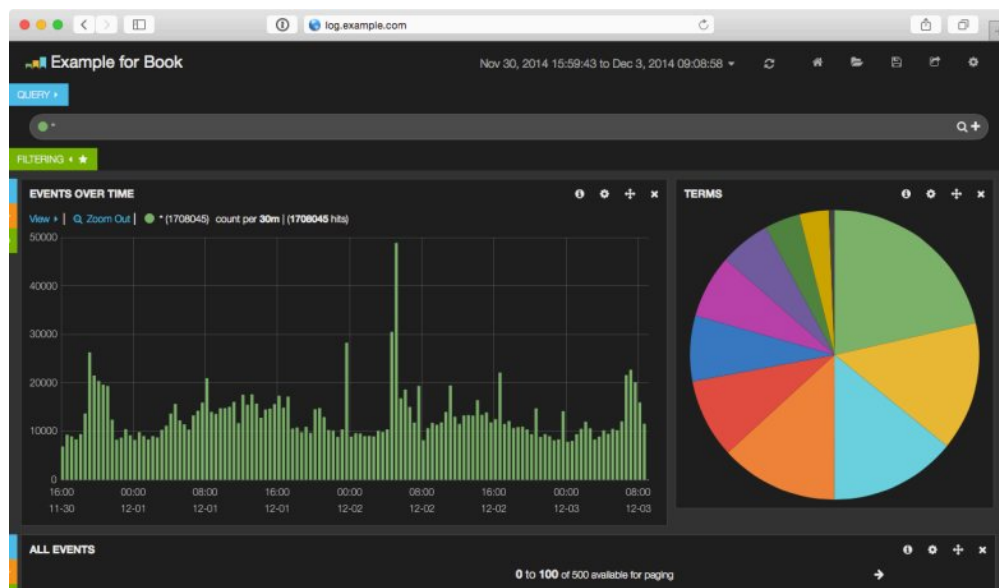 log.example.com
Example for Book
Nov 30, 2014 15:59:43 to Dec 3, 2014 09:08:58
QUERY
*
FILTERING
EVENTS OVER TIME
View | Zoom Out | * (1708045) count per 30m | (1708045 hits)
50000
40000
30000
20000
10000
0
16:00 00:00 08:00 16:00 00:00 08:00 16:00 00:00 08:00
11-30 12-01 12-01 12-01 12-02 12-02 12-02 12-03 12-03
TERMS
ALL EVENTS
0 to 100 of 500 available for paging